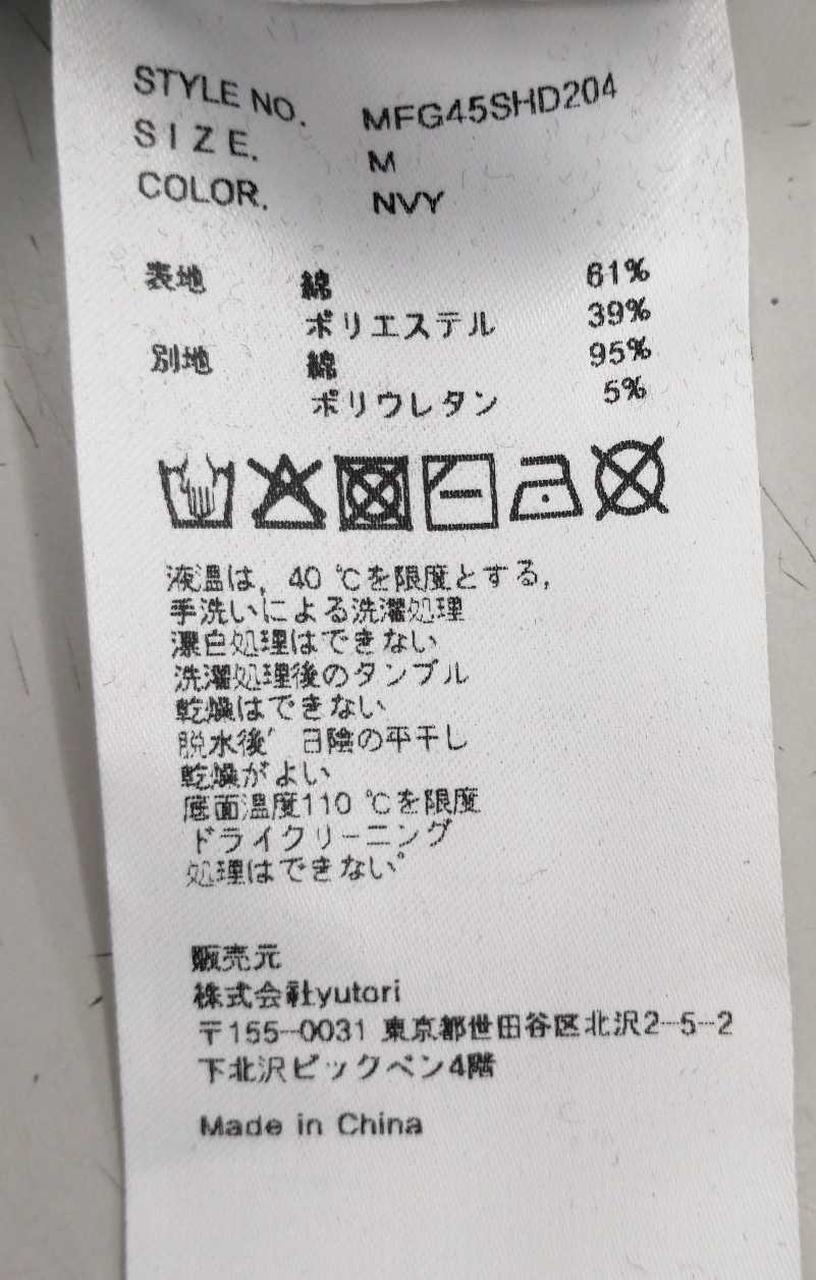 STYLE NO. MFG45SHD204
SIZE. M
COLOR. NVY
表地 綿 61%
ポリエステル 39%
別地 綿 95%
ポリウレタン 5%
液温は, 40 ℃を限度とする,
手洗いによる洗濯処理
漂白処理はできない
洗濯処理後のタンブル
乾燥はできない
脱水後' 日陰の平干し
乾燥がよい
底面温度110 ℃を限度
ドライクリーニング
処理はできない°
販売元
株式会社yutori
〒155-0031 東京都世田谷区北沢2-5-2
下北沢ビックベン4階
Made in China